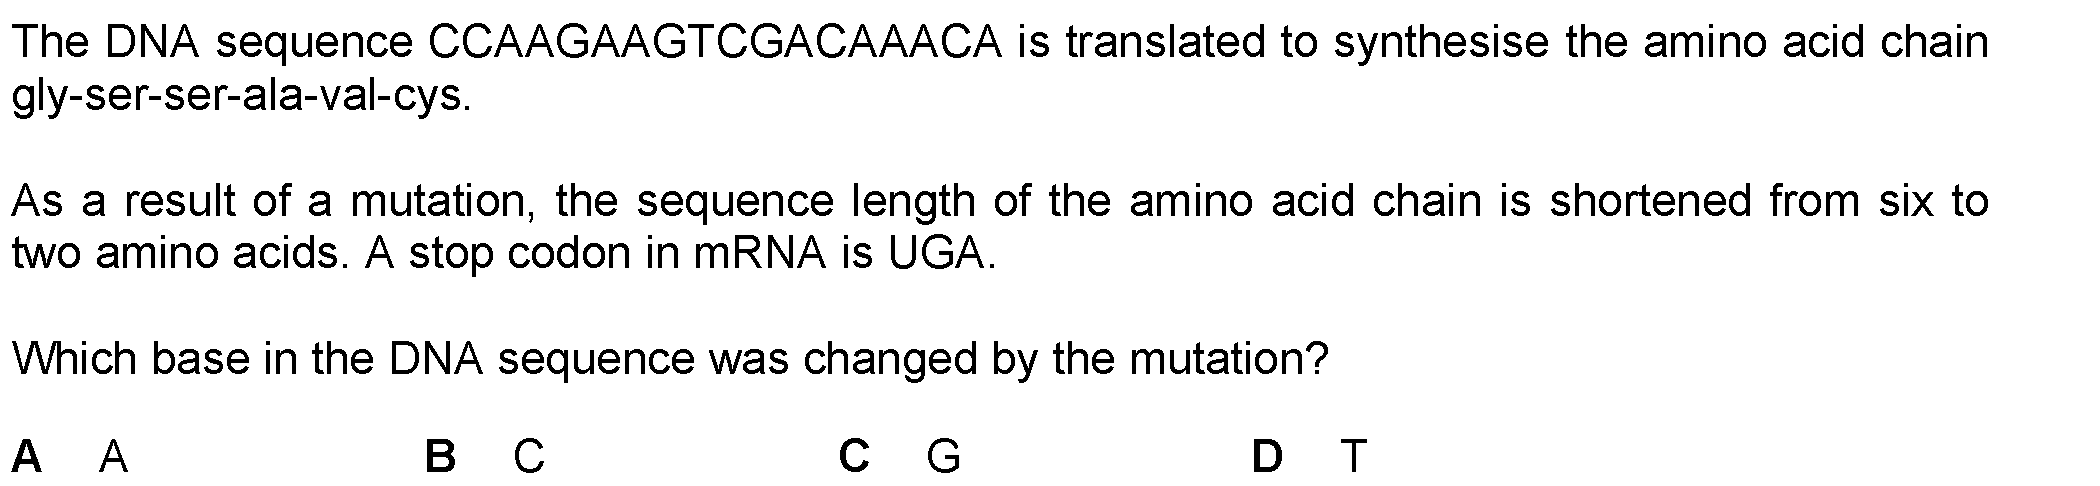 The DNA sequence CCAAGAAGTCGACAAACA is translated to synthesise the amino acid chain
gly-ser-ser-ala-val-cys.
As a result of a mutation, the sequence length of the amino acid chain is shortened from six to
two amino acids. A stop codon in mRNA is UGA.
Which base in the DNA sequence was changed by the mutation?
A A B C C G D T